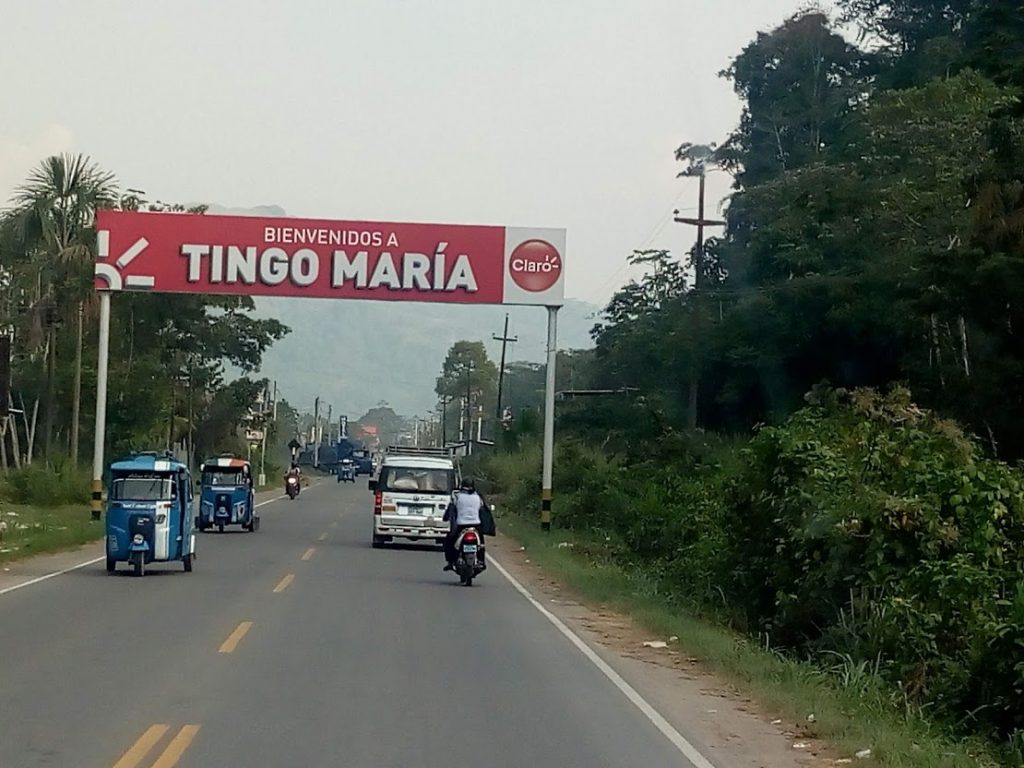 BIENVENIDOS A
TINGO MARÍA
Claro